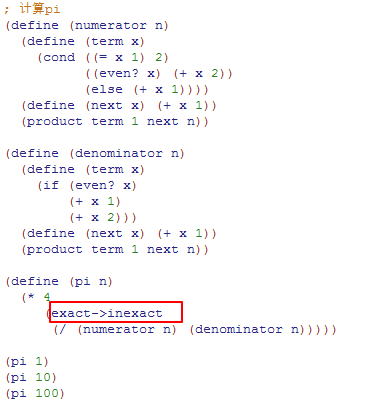 ; 计算pi
(define (numerator n)
  (define (term x)
    (cond ((= x 1) 2)
          ((even? x) (+ x 2))
          (else (+ x 1))))
  (define (next x) (+ x 1))
  (product term 1 next n))

(define (denominator n)
  (define (term x)
    (if (even? x)
        (+ x 1)
        (+ x 2)))
  (define (next x) (+ x 1))
  (product term 1 next n))

(define (pi n)
  (* 4
     (exact->inexact
      (/ (numerator n) (denominator n)))))

(pi 1)
(pi 10)
(pi 100)